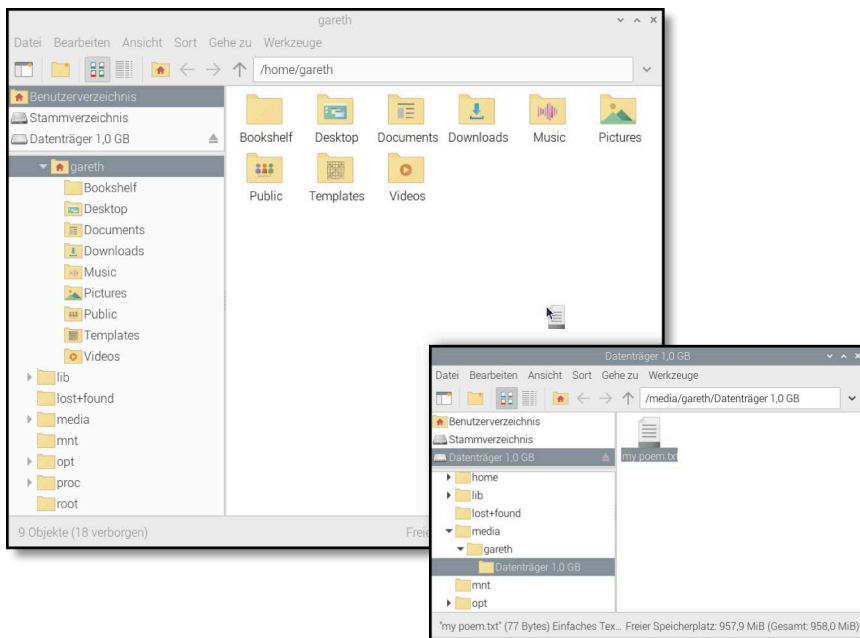 gareth
Datei Bearbeiten Ansicht Sort Gehe zu Werkzeuge
/home/gareth
Benutzerverzeichnis
Stammverzeichnis
Datenträger 1,0 GB
gareth
Bookshelf
Desktop
Documents
Downloads
Music
Pictures
Public
Templates
Videos
lib
lost+found
media
mnt
opt
proc
root
Bookshelf Desktop Documents Downloads Music Pictures
Public Templates Videos
9 Objekte (18 verborgen) Freie
Datenträger 1,0 GB
Datei Bearbeiten Ansicht Sort Gehe zu Werkzeuge
/media/gareth/Datenträger 1,0 GB
Benutzerverzeichnis
Stammverzeichnis
Datenträger 1,0 GB
home
lib
lost+found
media
gareth
Datenträger 1,0 GB
mnt
opt
my poem.txt
"my poem.txt" (77 Bytes) Einfaches Tex... Freier Speicherplatz: 957,9 MiB (Gesamt: 958,0 MiB)